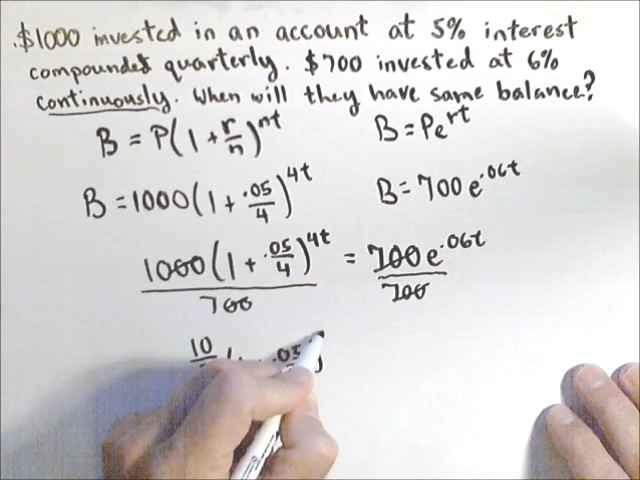 .$1000 invested in an account at 5% interest
compounded quarterly. $700 invested at 6%
continuously. When will they have same balance?
B = P(1 + r/n)^nt B = Pe^rt
B = 1000(1 + .05/4)^4t B = 700e^.06t
1000(1 + .05/4)^4t / 700 = 700e^.06t / 700
10 .05